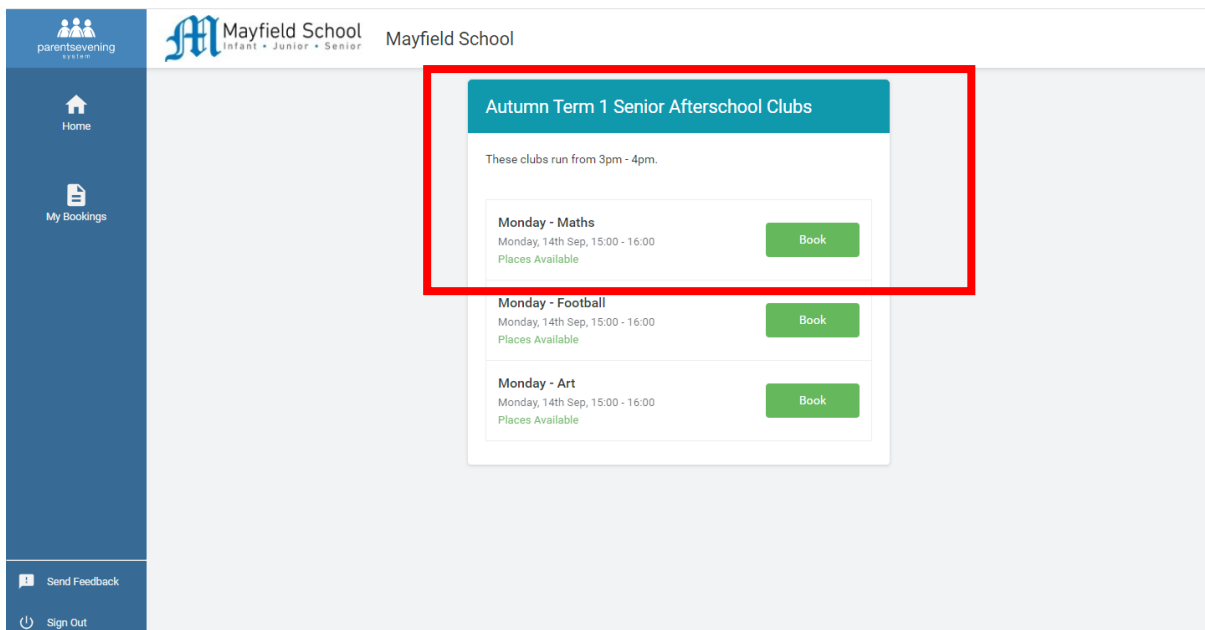 parentsevening
system
Home
My Bookings
Send Feedback
Sign Out
M Mayfield School
Infant • Junior • Senior
Mayfield School
Autumn Term 1 Senior Afterschool Clubs
These clubs run from 3pm - 4pm.
Monday - Maths
Monday, 14th Sep, 15:00 - 16:00
Places Available
Book
Monday - Football
Monday, 14th Sep, 15:00 - 16:00
Places Available
Book
Monday - Art
Monday, 14th Sep, 15:00 - 16:00
Places Available
Book